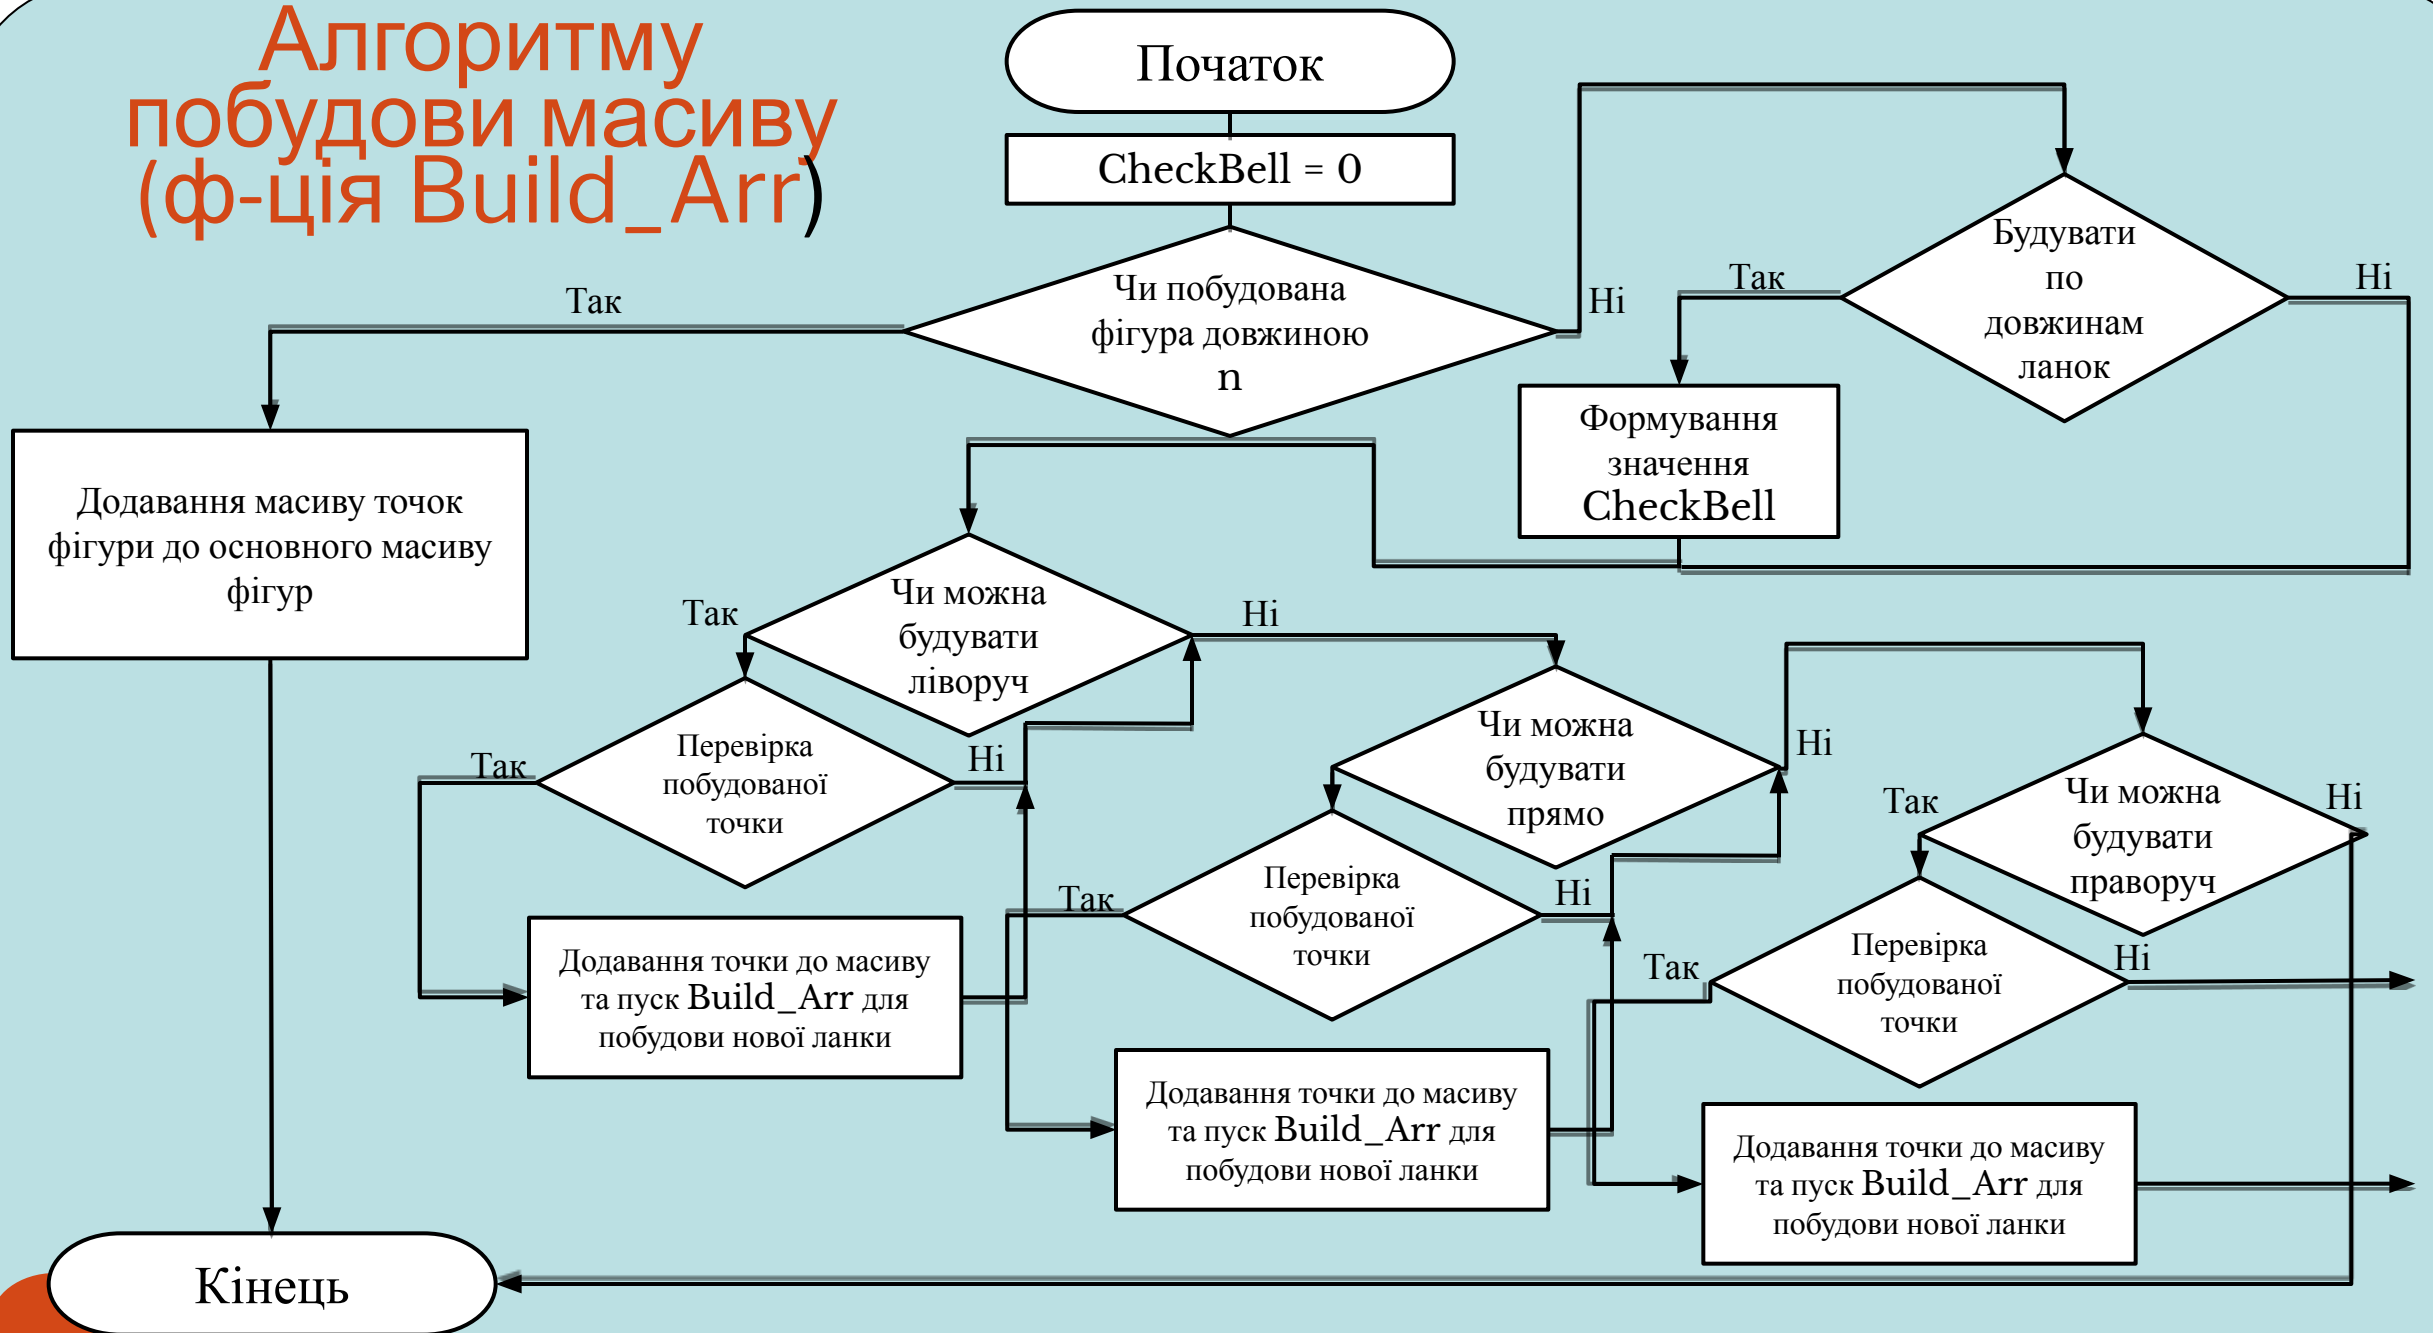 Алгоритму
побудови масиву
(ф-ція Build_Arr)
Початок
CheckBell = 0
Чи побудована
фігура довжиною
n
Так
Ні
Будувати
по
довжинам
ланок
Так
Ні
Формування
значення
CheckBell
Додавання масиву точок
фігури до основного масиву
фігур
Чи можна
будувати
ліворуч
Так
Ні
Перевірка
побудованої
точки
Так
Ні
Додавання точки до масиву
та пуск Build_Arr для
побудови нової ланки
Чи можна
будувати
прямо
Ні
Перевірка
побудованої
точки
Так
Ні
Додавання точки до масиву
та пуск Build_Arr для
побудови нової ланки
Чи можна
будувати
праворуч
Так
Ні
Перевірка
побудованої
точки
Так
Ні
Додавання точки до масиву
та пуск Build_Arr для
побудови нової ланки
Кінець